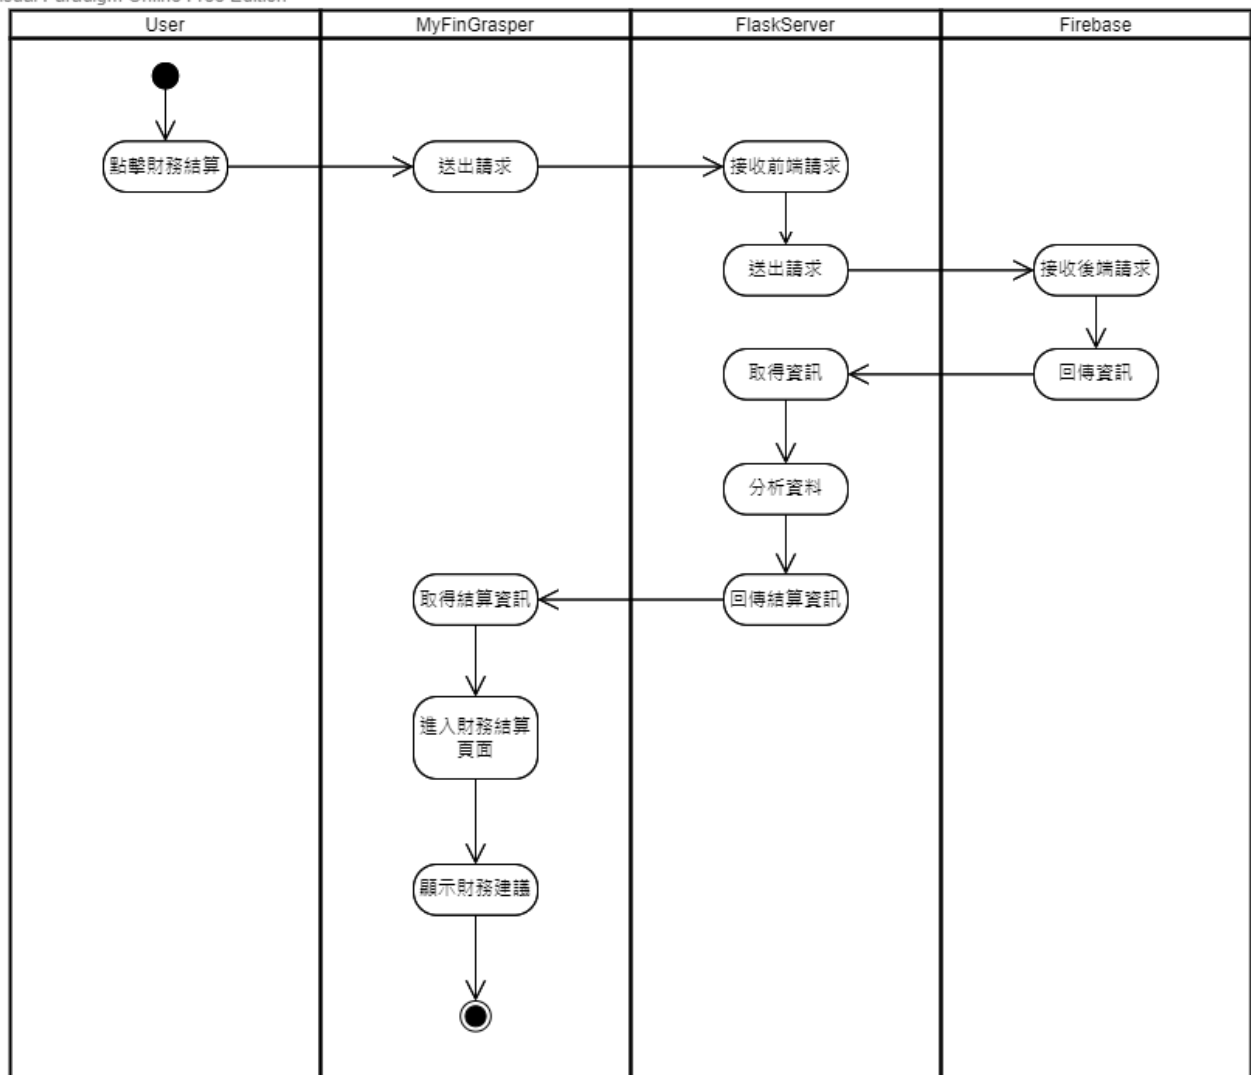 User
MyFinGrasper
FlaskServer
Firebase
點擊財務結算
送出請求
接收前端請求
送出請求
接收後端請求
取得資訊
回傳資訊
分析資料
取得結算資訊
回傳結算資訊
進入財務結算
頁面
顯示財務建議